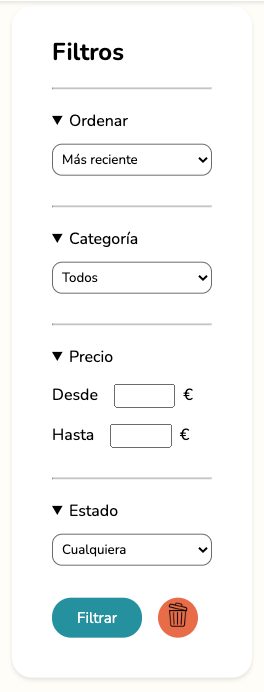 Filtros
Ordenar
Más reciente
Categoría
Todos
Precio
Desde €
Hasta €
Estado
Cualquiera
Filtrar